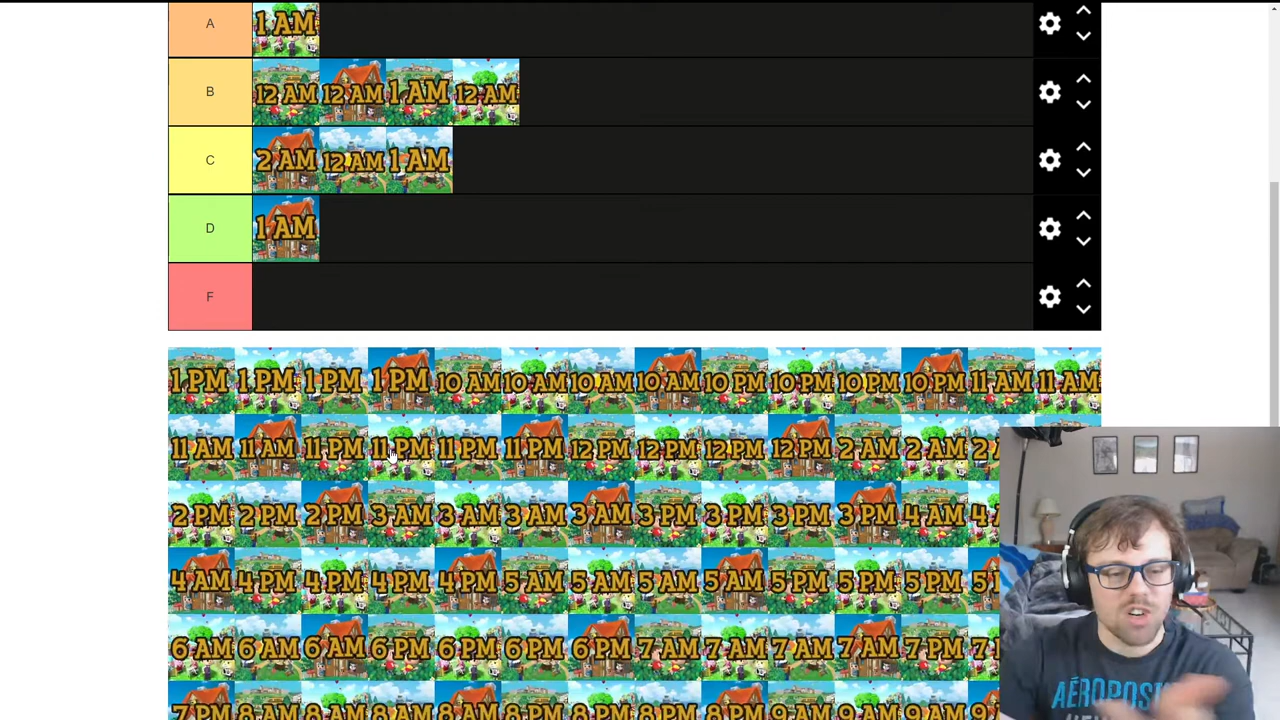 A 1 AM
B 12 AM 12 AM 1 AM 12 AM
C 2 AM 12 AM 1 AM
D 1 AM
F
1 PM 1 PM 1 PM 1 PM 10 AM 10 AM 10 AM 10 AM 10 PM 10 PM 10 PM 10 PM 11 AM 11 AM
11 AM 11 AM 11 PM 11 PM 11 PM 11 PM 12 PM 12 PM 12 PM 12 PM 2 AM 2 AM 2
2 PM 2 PM 2 PM 3 AM 3 AM 3 AM 3 AM 3 PM 3 PM 3 PM 3 PM 4 AM 4
4 AM 4 PM 4 PM 4 PM 4 PM 5 AM 5 AM 5 AM 5 AM 5 PM 5 PM 5 PM 5
6 AM 6 AM 6 AM 6 PM 6 PM 6 PM 6 PM 7 AM 7 AM 7 AM 7 AM 7 PM 7
7 PM 8 AM 8 AM 8 AM 8 AM 8 PM 8 PM 8 PM 8 PM 9 AM 9 AM 9 AM 9